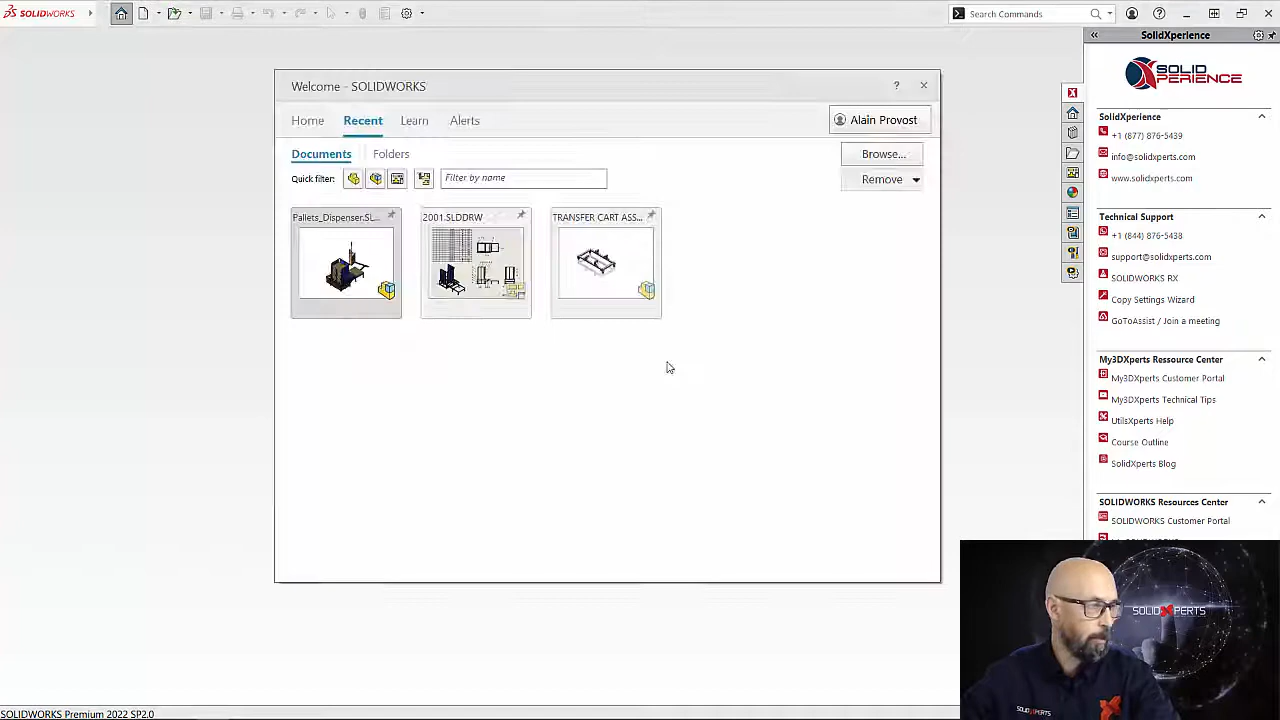 SOLIDWORKS
Search Commands
SolidXperience
Welcome - SOLIDWORKS
Home Recent Learn Alerts
Alain Provost
Documents Folders
Browse...
Quick filter:
Filter by name
Remove
Pallets_Dispenser.SL...
2001.SLDDRW
TRANSFER CART ASS...
SOLID
XPERIENCE
SolidXperience
+1 (877) 876-5439
info@solidxperts.com
www.solidxperts.com
Technical Support
+1 (844) 876-5438
support@solidxperts.com
SOLIDWORKS RX
Copy Settings Wizard
GoToAssist / Join a meeting
My3DXperts Ressource Center
My3DXperts Customer Portal
My3DXperts Technical Tips
UtilsXperts Help
Course Outline
SolidXperts Blog
SOLIDWORKS Resources Center
SOLIDWORKS Customer Portal
SOLIDXPERTS
SOLIDXPERTS
SOLIDWORKS Premium 2022 SP2.0